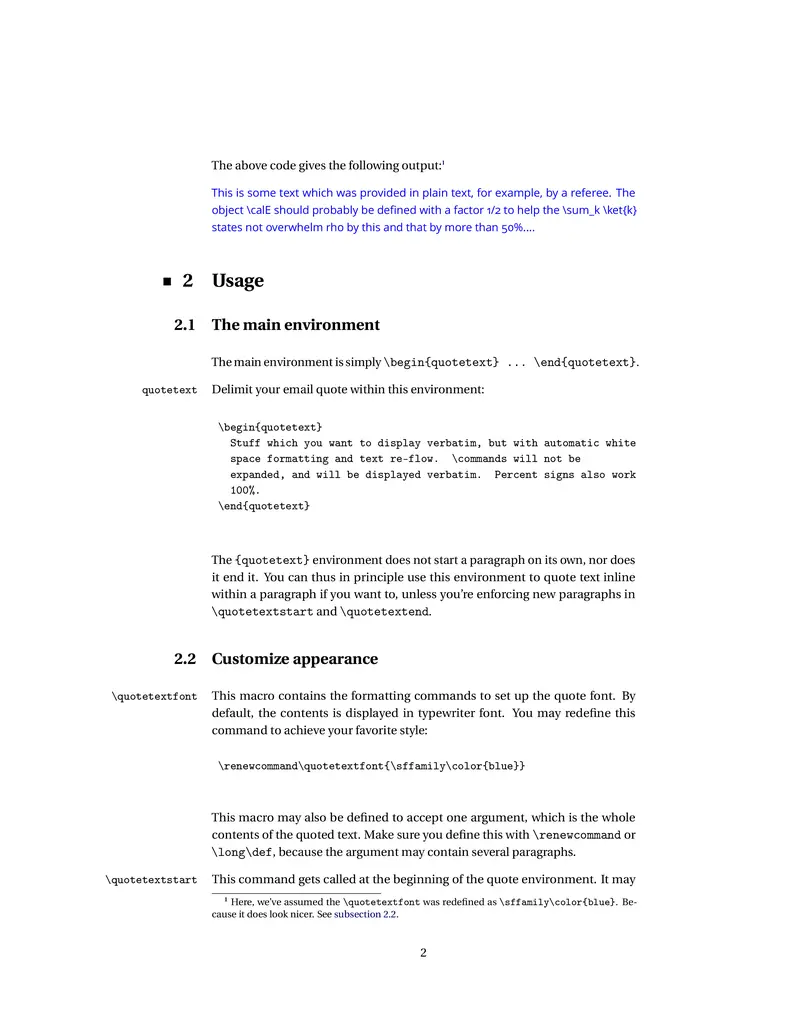 The above code gives the following output:¹
This is some text which was provided in plain text, for example, by a referee. The
object \calE should probably be defined with a factor 1/2 to help the \sum_k \ket{k}
states not overwhelm rho by this and that by more than 50%....
■ 2 Usage
2.1 The main environment
The main environment is simply \begin{quotetext} ... \end{quotetext}.
quotetext Delimit your email quote within this environment:
\begin{quotetext}
Stuff which you want to display verbatim, but with automatic white
space formatting and text re-flow. \commands will not be
expanded, and will be displayed verbatim. Percent signs also work
100%.
\end{quotetext}
The {quotetext} environment does not start a paragraph on its own, nor does
it end it. You can thus in principle use this environment to quote text inline
within a paragraph if you want to, unless you're enforcing new paragraphs in
\quotetextstart and \quotetextend.
2.2 Customize appearance
\quotetextfont This macro contains the formatting commands to set up the quote font. By
default, the contents is displayed in typewriter font. You may redefine this
command to achieve your favorite style:
\renewcommand\quotetextfont{\sffamily\color{blue}}
This macro may also be defined to accept one argument, which is the whole
contents of the quoted text. Make sure you define this with \renewcommand or
\long\def, because the argument may contain several paragraphs.
\quotetextstart This command gets called at the beginning of the quote environment. It may
¹ Here, we've assumed the \quotetextfont was redefined as \sffamily\color{blue}. Be-
cause it does look nicer. See subsection 2.2.
2